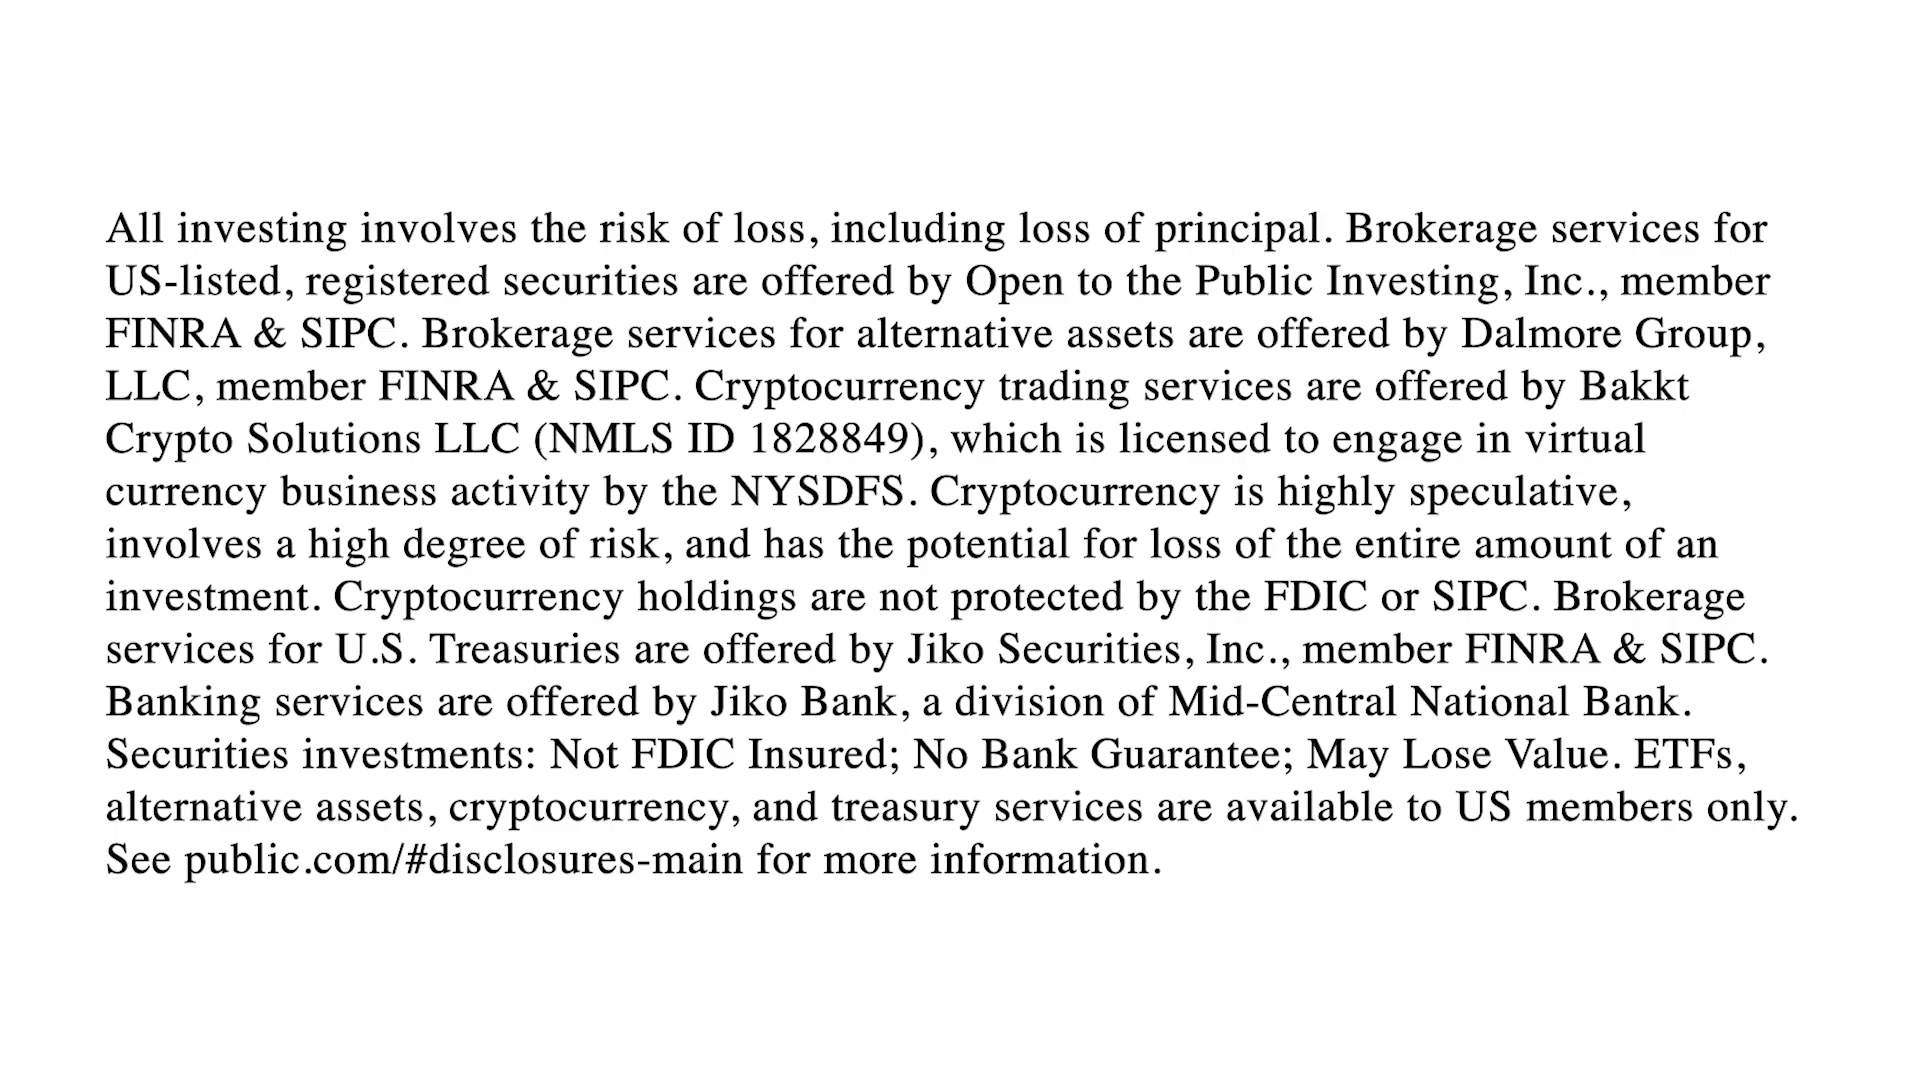 All investing involves the risk of loss, including loss of principal. Brokerage services for
US-listed, registered securities are offered by Open to the Public Investing, Inc., member
FINRA & SIPC. Brokerage services for alternative assets are offered by Dalmore Group,
LLC, member FINRA & SIPC. Cryptocurrency trading services are offered by Bakkt
Crypto Solutions LLC (NMLS ID 1828849), which is licensed to engage in virtual
currency business activity by the NYSDFS. Cryptocurrency is highly speculative,
involves a high degree of risk, and has the potential for loss of the entire amount of an
investment. Cryptocurrency holdings are not protected by the FDIC or SIPC. Brokerage
services for U.S. Treasuries are offered by Jiko Securities, Inc., member FINRA & SIPC.
Banking services are offered by Jiko Bank, a division of Mid-Central National Bank.
Securities investments: Not FDIC Insured; No Bank Guarantee; May Lose Value. ETFs,
alternative assets, cryptocurrency, and treasury services are available to US members only.
See public.com/#disclosures-main for more information.